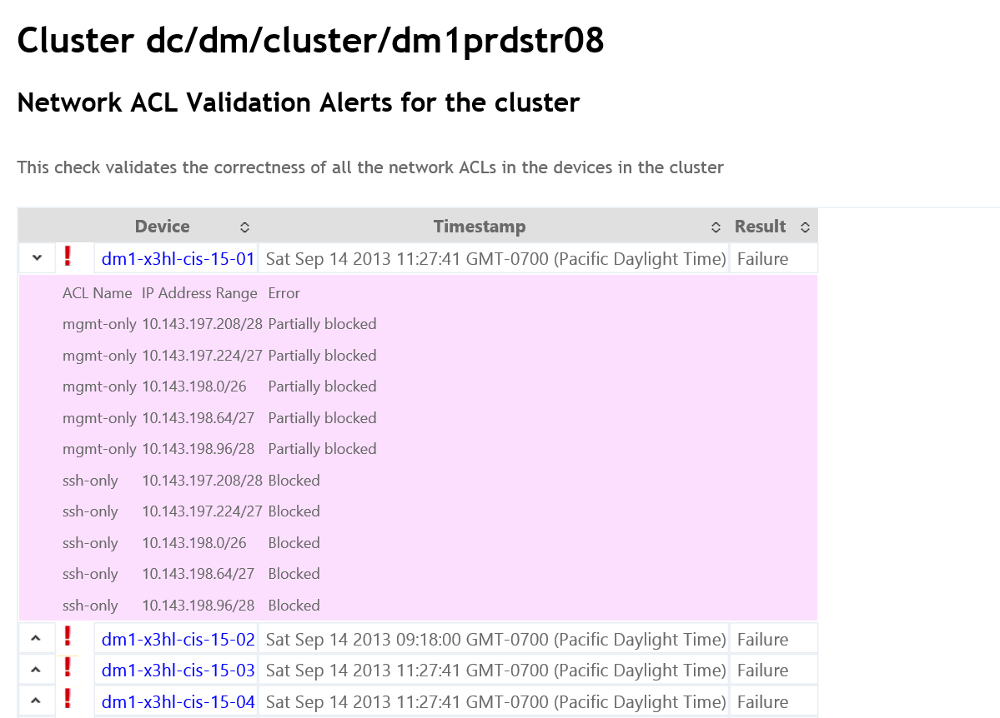 Cluster dc/dm/cluster/dm1prdstr08
Network ACL Validation Alerts for the cluster
This check validates the correctness of all the network ACLs in the devices in the cluster
Device Timestamp Result
! dm1-x3hl-cis-15-01 Sat Sep 14 2013 11:27:41 GMT-0700 (Pacific Daylight Time) Failure
ACL Name IP Address Range Error
mgmt-only 10.143.197.208/28 Partially blocked
mgmt-only 10.143.197.224/27 Partially blocked
mgmt-only 10.143.198.0/26 Partially blocked
mgmt-only 10.143.198.64/27 Partially blocked
mgmt-only 10.143.198.96/28 Partially blocked
ssh-only 10.143.197.208/28 Blocked
ssh-only 10.143.197.224/27 Blocked
ssh-only 10.143.198.0/26 Blocked
ssh-only 10.143.198.64/27 Blocked
ssh-only 10.143.198.96/28 Blocked
! dm1-x3hl-cis-15-02 Sat Sep 14 2013 09:18:00 GMT-0700 (Pacific Daylight Time) Failure
! dm1-x3hl-cis-15-03 Sat Sep 14 2013 11:27:41 GMT-0700 (Pacific Daylight Time) Failure
! dm1-x3hl-cis-15-04 Sat Sep 14 2013 11:27:41 GMT-0700 (Pacific Daylight Time) Failure